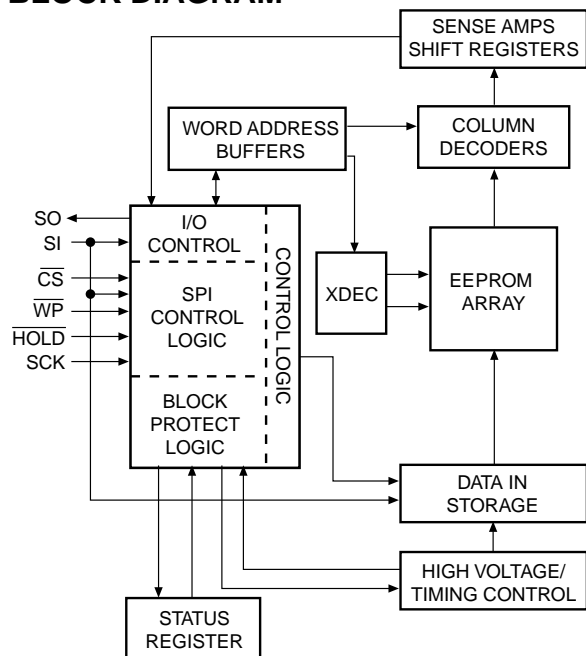 BLOCK DIAGRAM
SENSE AMPS
SHIFT REGISTERS
WORD ADDRESS
BUFFERS
COLUMN
DECODERS
SO
SI
CS
WP
HOLD
SCK
I/O
CONTROL
SPI
CONTROL
LOGIC
BLOCK
PROTECT
LOGIC
CONTROL LOGIC
XDEC
EEPROM
ARRAY
DATA IN
STORAGE
HIGH VOLTAGE/
TIMING CONTROL
STATUS
REGISTER